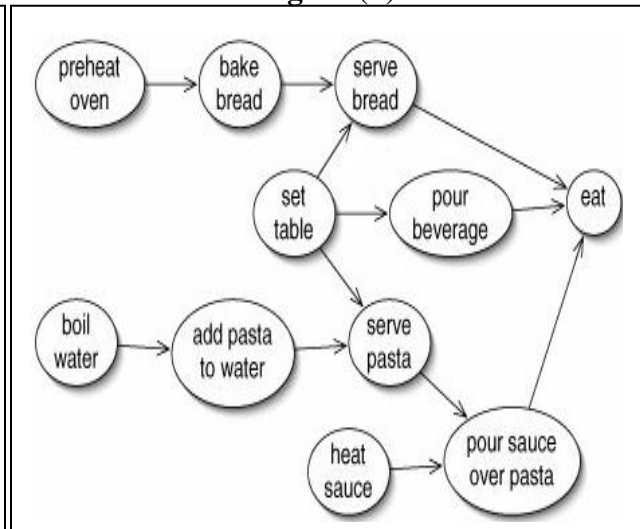 preheat
oven
bake
bread
serve
bread
set
table
pour
beverage
eat
boil
water
add pasta
to water
serve
pasta
heat
sauce
pour sauce
over pasta